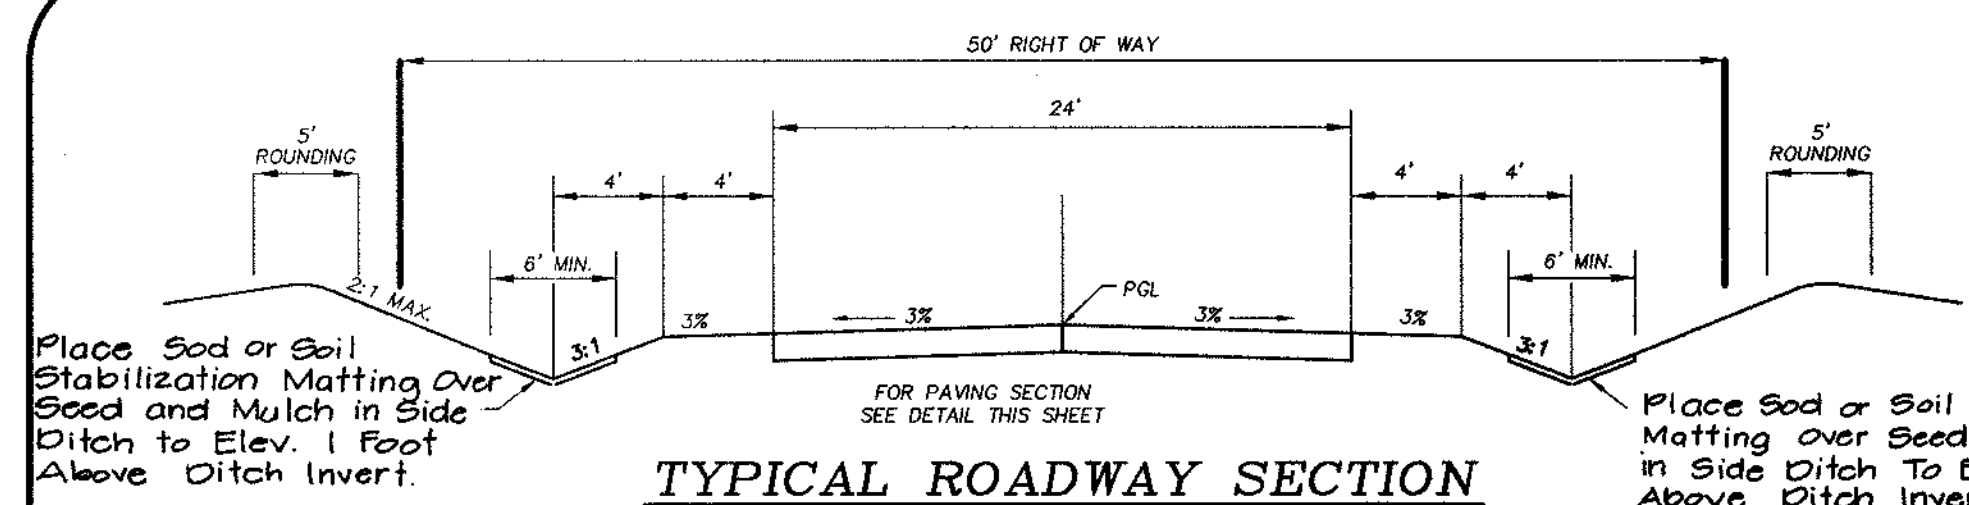 50' RIGHT OF WAY
24'
5'
ROUNDING
5'
ROUNDING
4'
4'
4'
4'
6' MIN.
6' MIN.
2:1 MAX.
PGL
3%
3%
3%
3%
3:1
3:1
Place Sod or Soil
Stabilization Matting Over
Seed and Mulch in Side
Ditch to Elev. 1 Foot
Above Ditch Invert.
FOR PAVING SECTION
SEE DETAIL THIS SHEET
Place Sod or Soil
Matting over Seed
in Side Ditch To
Above Ditch
TYPICAL ROADWAY SECTION